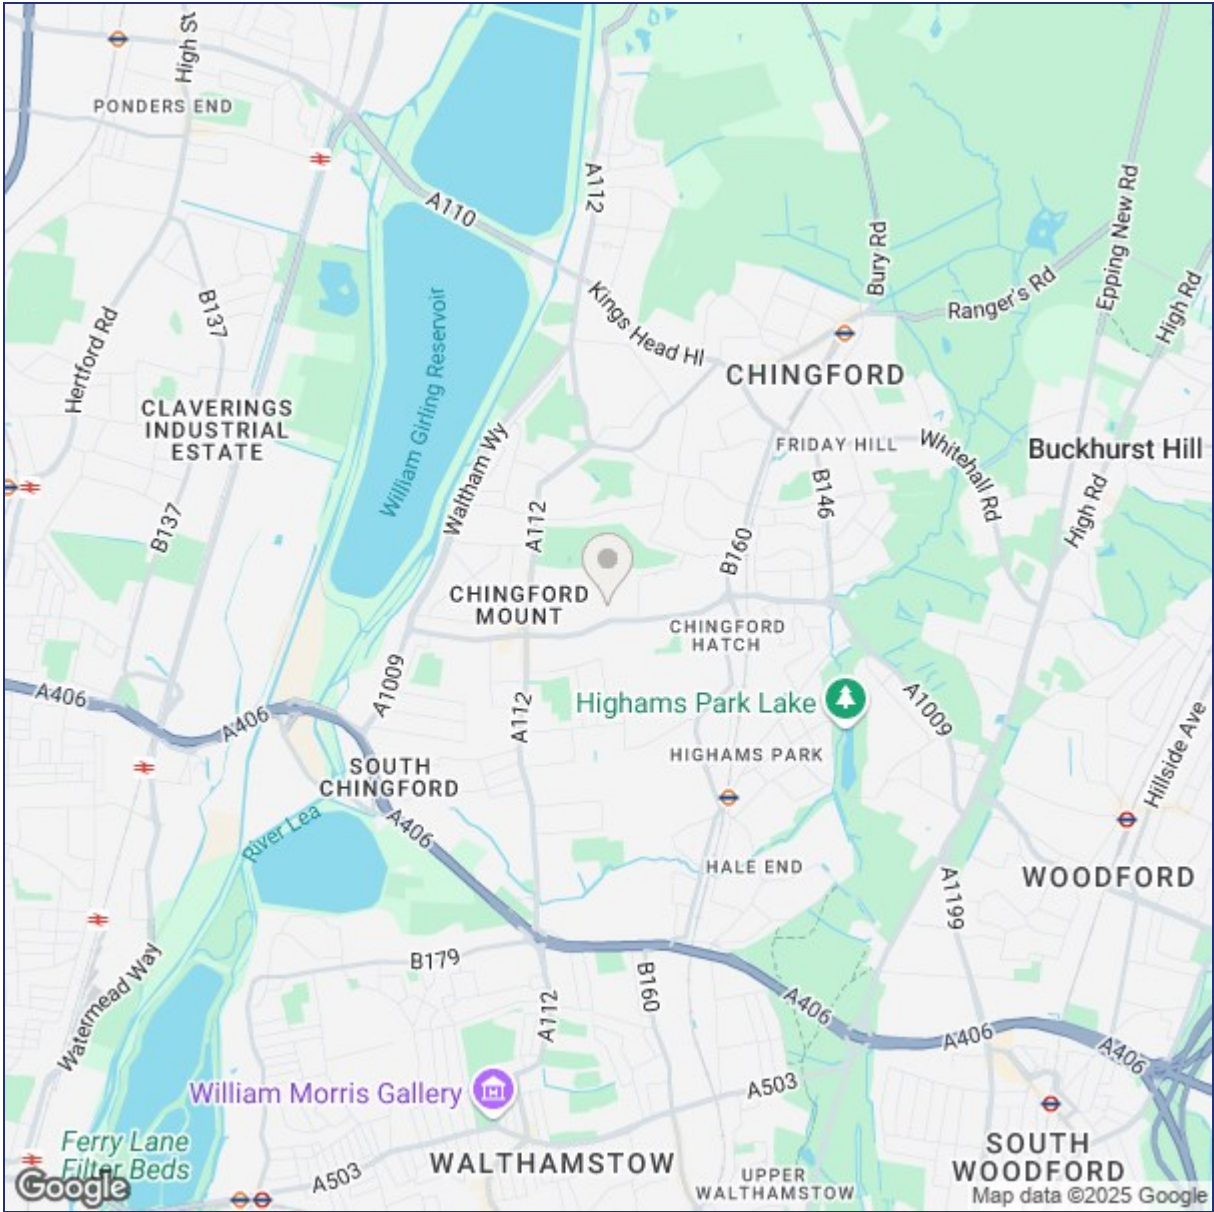 High St
PONDERS END
A110
A112
Bury Rd
Epping New Rd
Ranger's Rd
High Rd
B137
Hertford Rd
William Girling Reservoir
Kings Head Hl
CHINGFORD
CLAVERINGS
INDUSTRIAL
ESTATE
Waltham Wy
FRIDAY HILL
Whitehall Rd
Buckhurst Hill
B146
High Rd
B137
A112
B160
CHINGFORD
MOUNT
CHINGFORD
HATCH
A406
A406
A1009
A112
Highams Park Lake
A1009
HIGHAMS PARK
Hillside Ave
SOUTH
CHINGFORD
A406
River Lea
HALE END
WOODFORD
A1199
Watermead Way
B179
B160
A112
A406
A406
A406
William Morris Gallery
A503
Ferry Lane
Filter Beds
WALTHAMSTOW
A503
UPPER
WALTHAMSTOW
SOUTH
WOODFORD
Google
Map data ©2025 Google